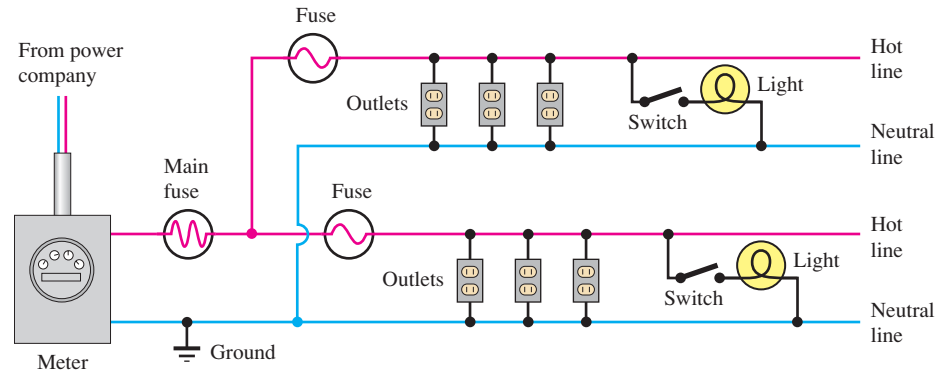 Fuse
From power
company
Hot
line
Light
Outlets
Switch
Neutral
line
Main
fuse
Fuse
Hot
line
Light
Outlets
Switch
Neutral
line
Ground
Meter